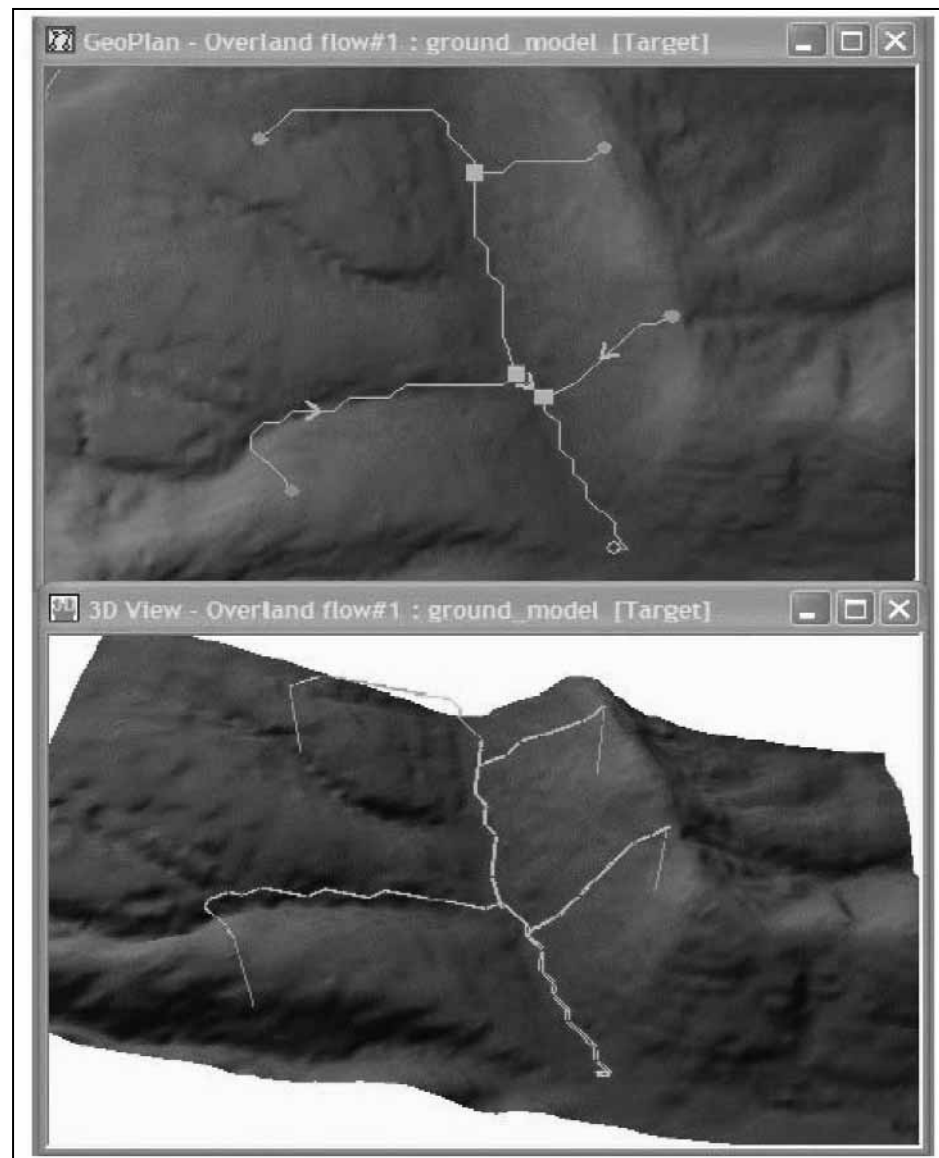 GeoPlan - Overland flow#1 : ground_model [Target]
3D View - Overland flow#1 : ground_model [Target]